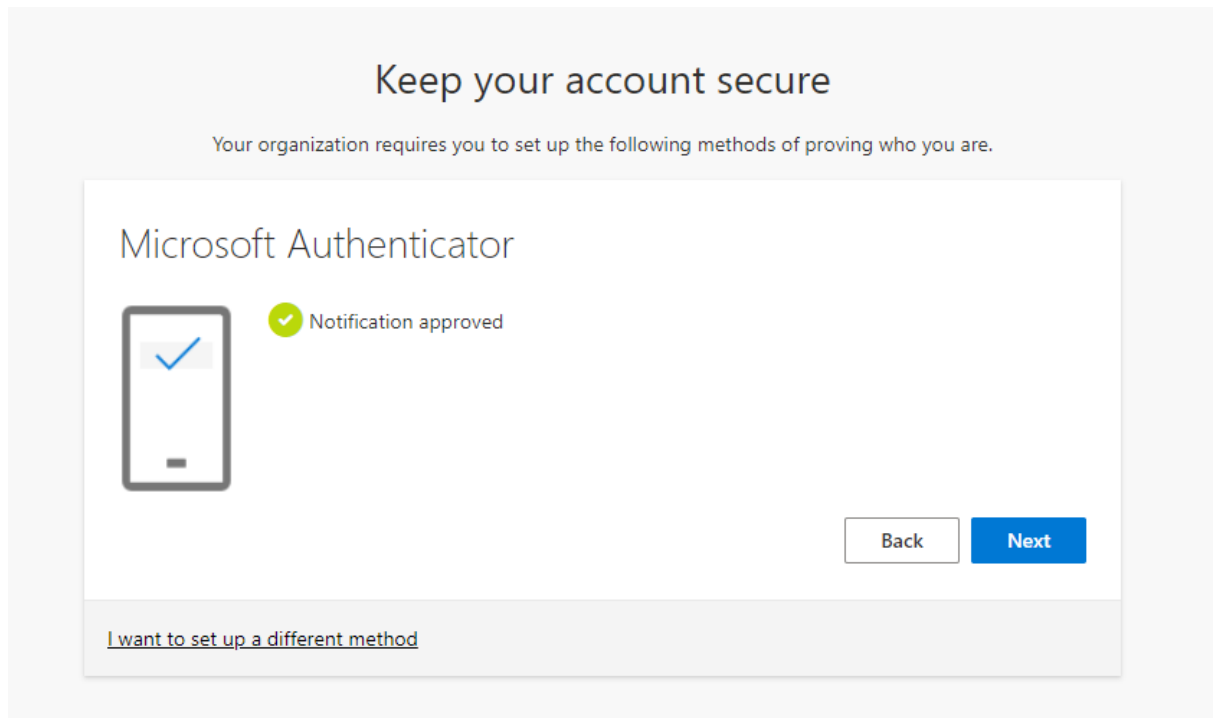 Keep your account secure
Your organization requires you to set up the following methods of proving who you are.
Microsoft Authenticator
Notification approved
Back
Next
I want to set up a different method